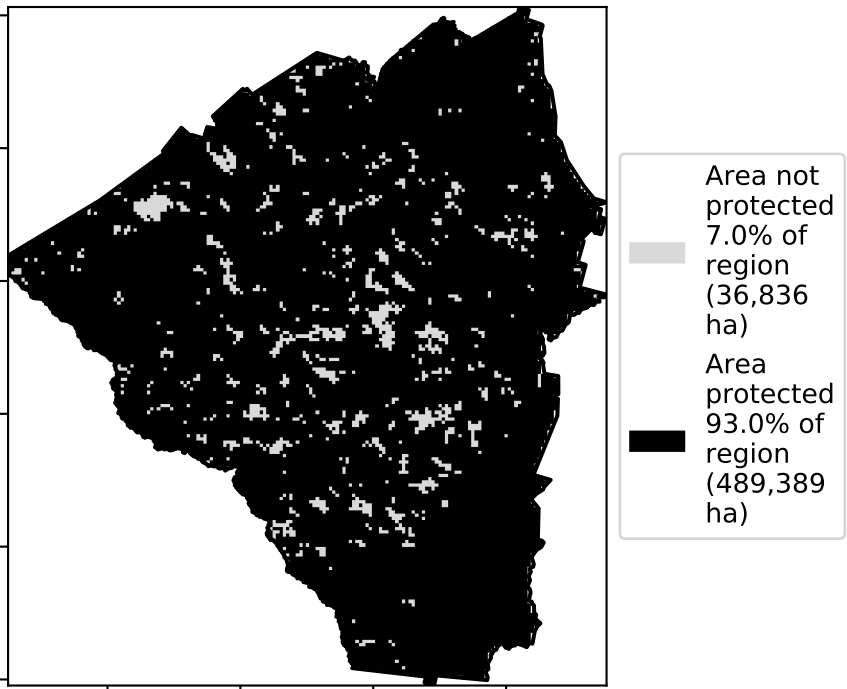 Area not
protected
7.0% of
region
(36,836
ha)
Area
protected
93.0% of
region
(489,389
ha)